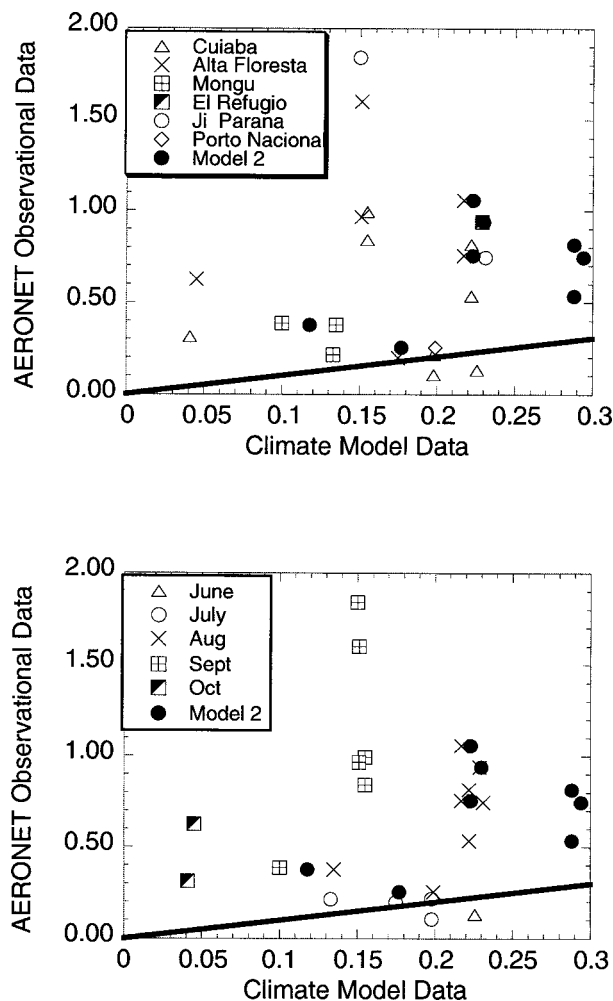 2.00
1.50
1.00
0.50
0.00
AERONET Observational Data
Cuiaba
Alta Floresta
Mongu
El Refugio
Ji Parana
Porto Nacional
Model 2
0 0.05 0.1 0.15 0.2 0.25 0.3
Climate Model Data
2.00
1.50
1.00
0.50
0.00
AERONET Observational Data
June
July
Aug
Sept
Oct
Model 2
0 0.05 0.1 0.15 0.2 0.25 0.3
Climate Model Data